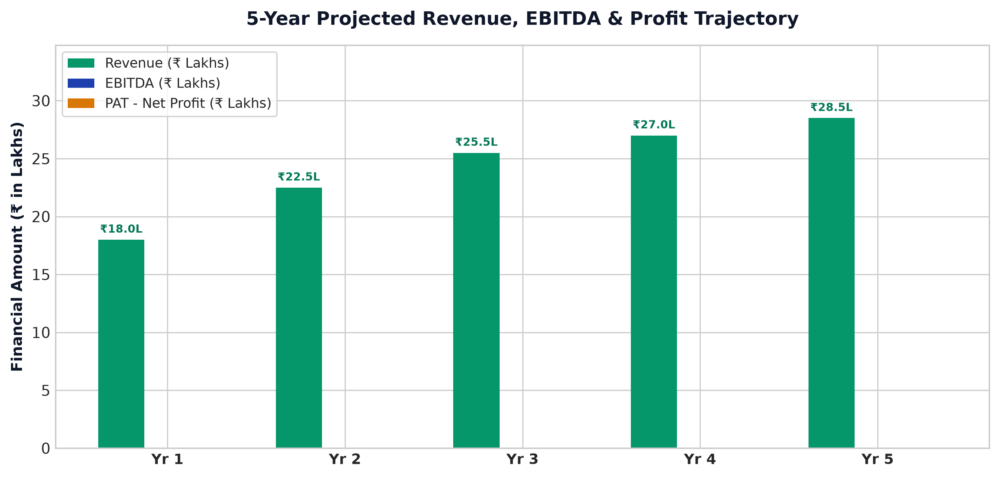 5-Year Projected Revenue, EBITDA & Profit Trajectory
Revenue (₹ Lakhs)
EBITDA (₹ Lakhs)
PAT - Net Profit (₹ Lakhs)
Financial Amount (₹ in Lakhs)
30
25
20
15
10
5
0
₹18.0L
₹22.5L
₹25.5L
₹27.0L
₹28.5L
Yr 1
Yr 2
Yr 3
Yr 4
Yr 5